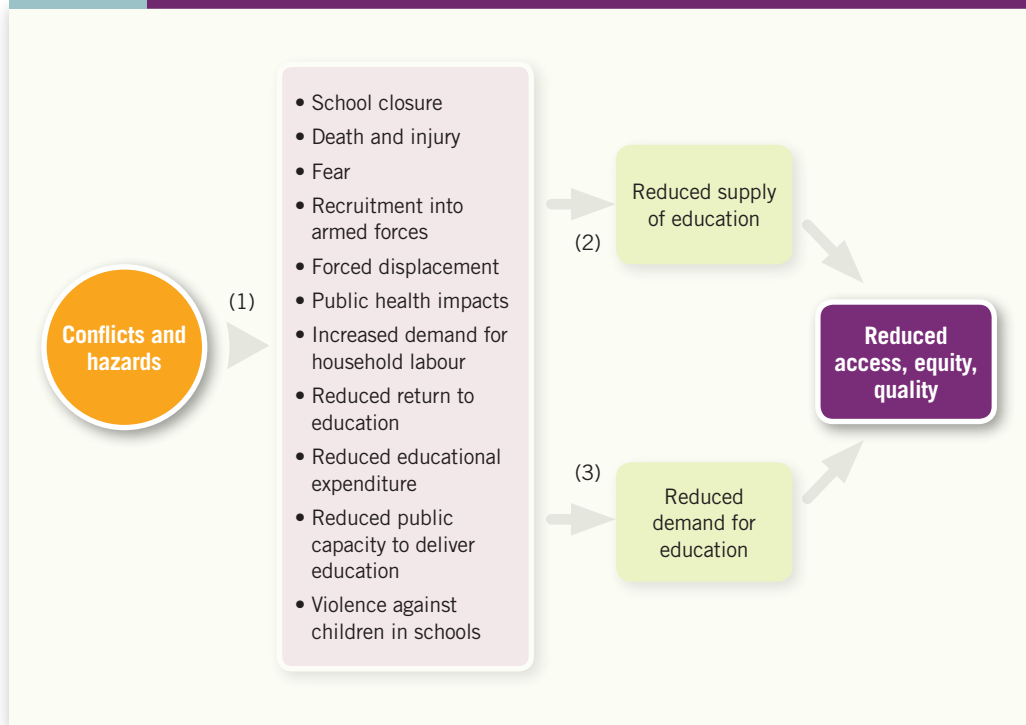 Conflicts and
hazards
(1)
• School closure
• Death and injury
• Fear
• Recruitment into
armed forces
• Forced displacement
• Public health impacts
• Increased demand for
household labour
• Reduced return to
education
• Reduced educational
expenditure
• Reduced public
capacity to deliver
education
• Violence against
children in schools
(2)
Reduced supply
of education
(3)
Reduced
demand for
education
Reduced
access, equity,
quality